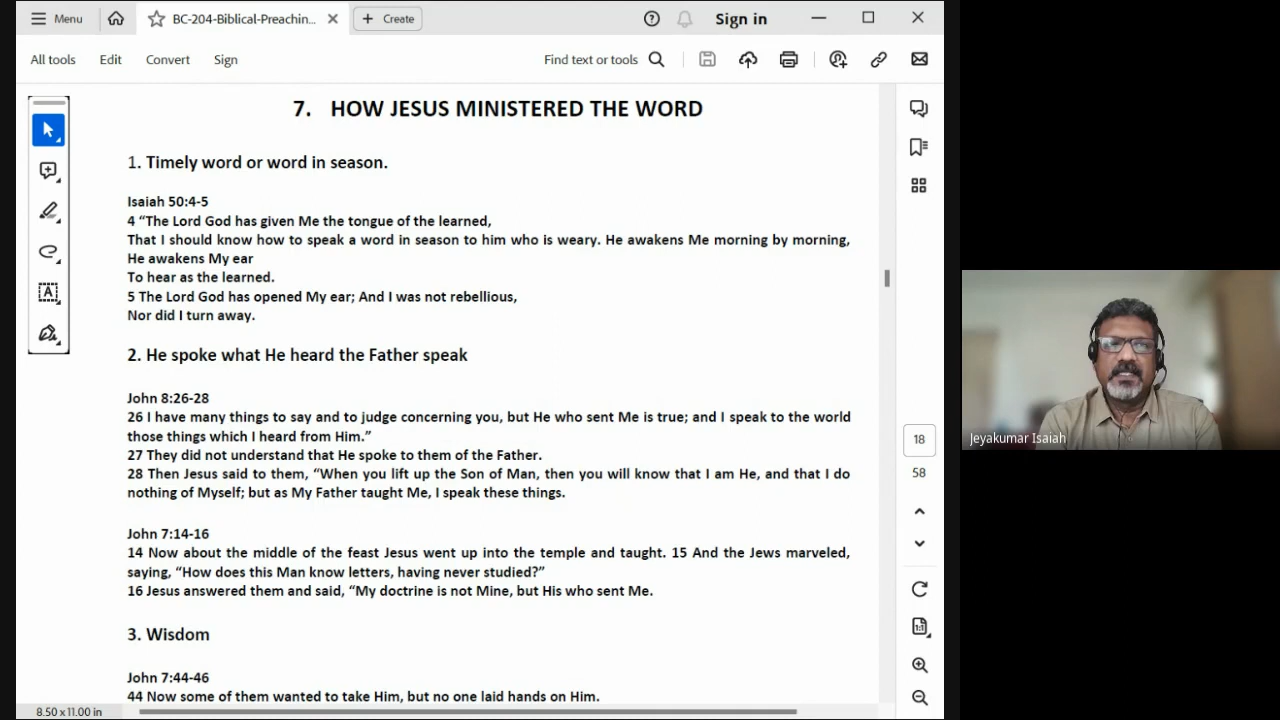 Menu
BC-204-Biblical-Preachin...
Create
Sign in
All tools
Edit
Convert
Sign
Find text or tools
7. HOW JESUS MINISTERED THE WORD
1. Timely word or word in season.
Isaiah 50:4-5
4 “The Lord God has given Me the tongue of the learned,
That I should know how to speak a word in season to him who is weary. He awakens Me morning by morning,
He awakens My ear
To hear as the learned.
5 The Lord God has opened My ear; And I was not rebellious,
Nor did I turn away.
2. He spoke what He heard the Father speak
John 8:26-28
26 I have many things to say and to judge concerning you, but He who sent Me is true; and I speak to the world
those things which I heard from Him.”
27 They did not understand that He spoke to them of the Father.
28 Then Jesus said to them, “When you lift up the Son of Man, then you will know that I am He, and that I do
nothing of Myself; but as My Father taught Me, I speak these things.
John 7:14-16
14 Now about the middle of the feast Jesus went up into the temple and taught. 15 And the Jews marveled,
saying, “How does this Man know letters, having never studied?”
16 Jesus answered them and said, “My doctrine is not Mine, but His who sent Me.
3. Wisdom
John 7:44-46
44 Now some of them wanted to take Him, but no one laid hands on Him.
8.50 x 11.00 in
18
58
Jeyakumar Isaiah